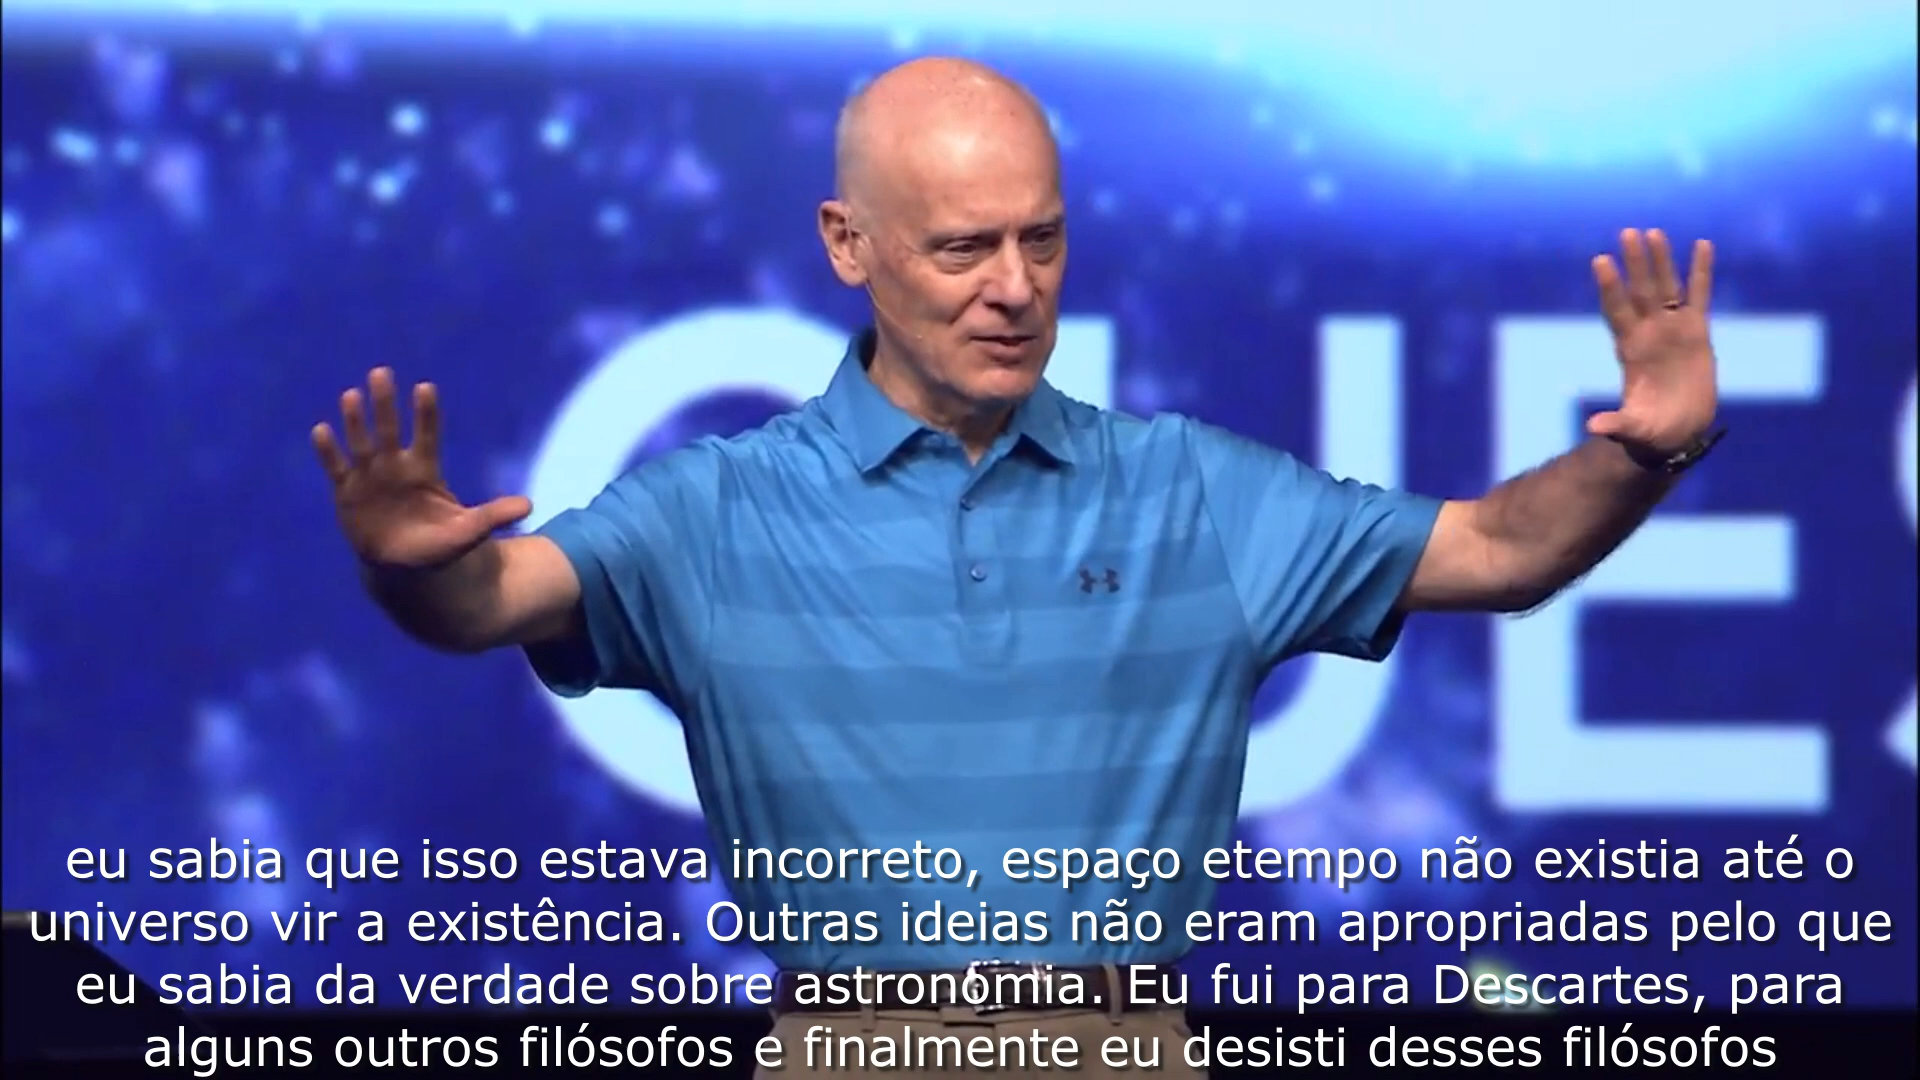 QUES
eu sabia que isso estava incorreto, espaço etempo não existia até o
universo vir a existência. Outras ideias não eram apropriadas pelo que
eu sabia da verdade sobre astronomia. Eu fui para Descartes, para
alguns outros filósofos e finalmente eu desisti desses filósofos